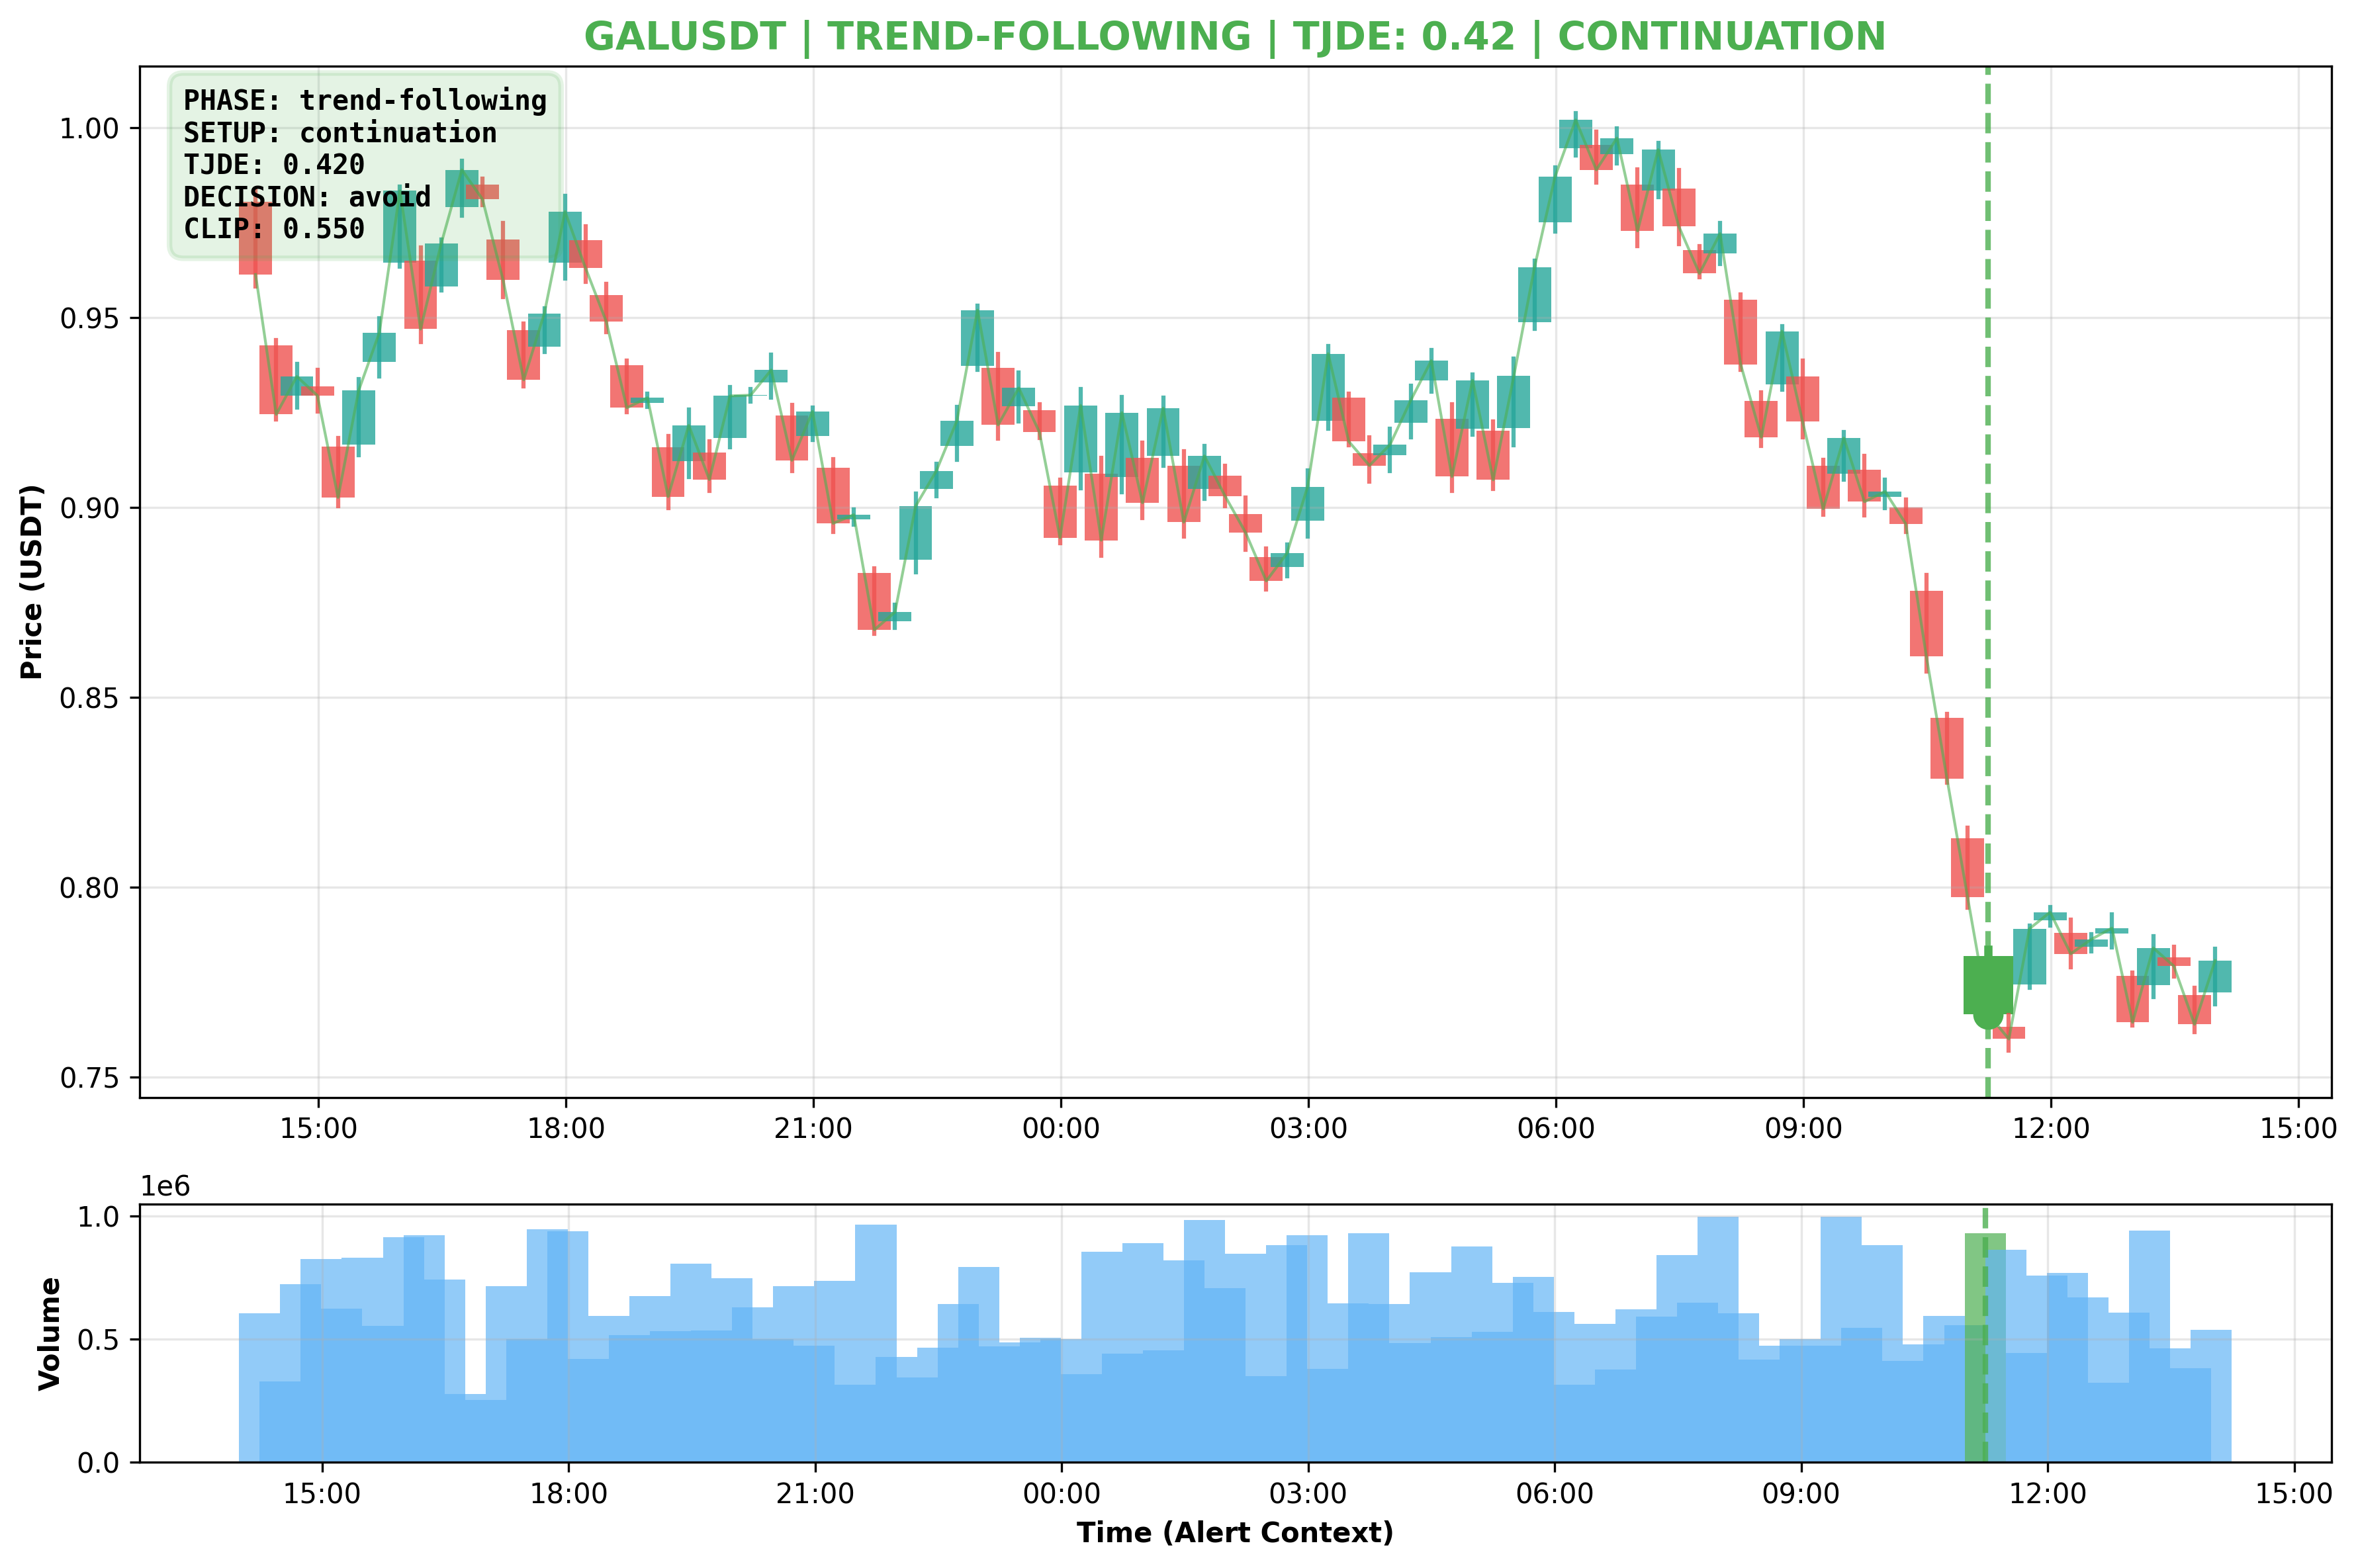 GALUSDT | TREND-FOLLOWING | TJDE: 0.42 | CONTINUATION
PHASE: trend-following
SETUP: continuation
TJDE: 0.420
DECISION: avoid
CLIP: 0.550
Price (USDT)
1.00
0.95
0.90
0.85
0.80
0.75
15:00 18:00 21:00 00:00 03:00 06:00 09:00 12:00 15:00
1e6
Volume
1.0
0.5
0.0
15:00 18:00 21:00 00:00 03:00 06:00 09:00 12:00 15:00
Time (Alert Context)